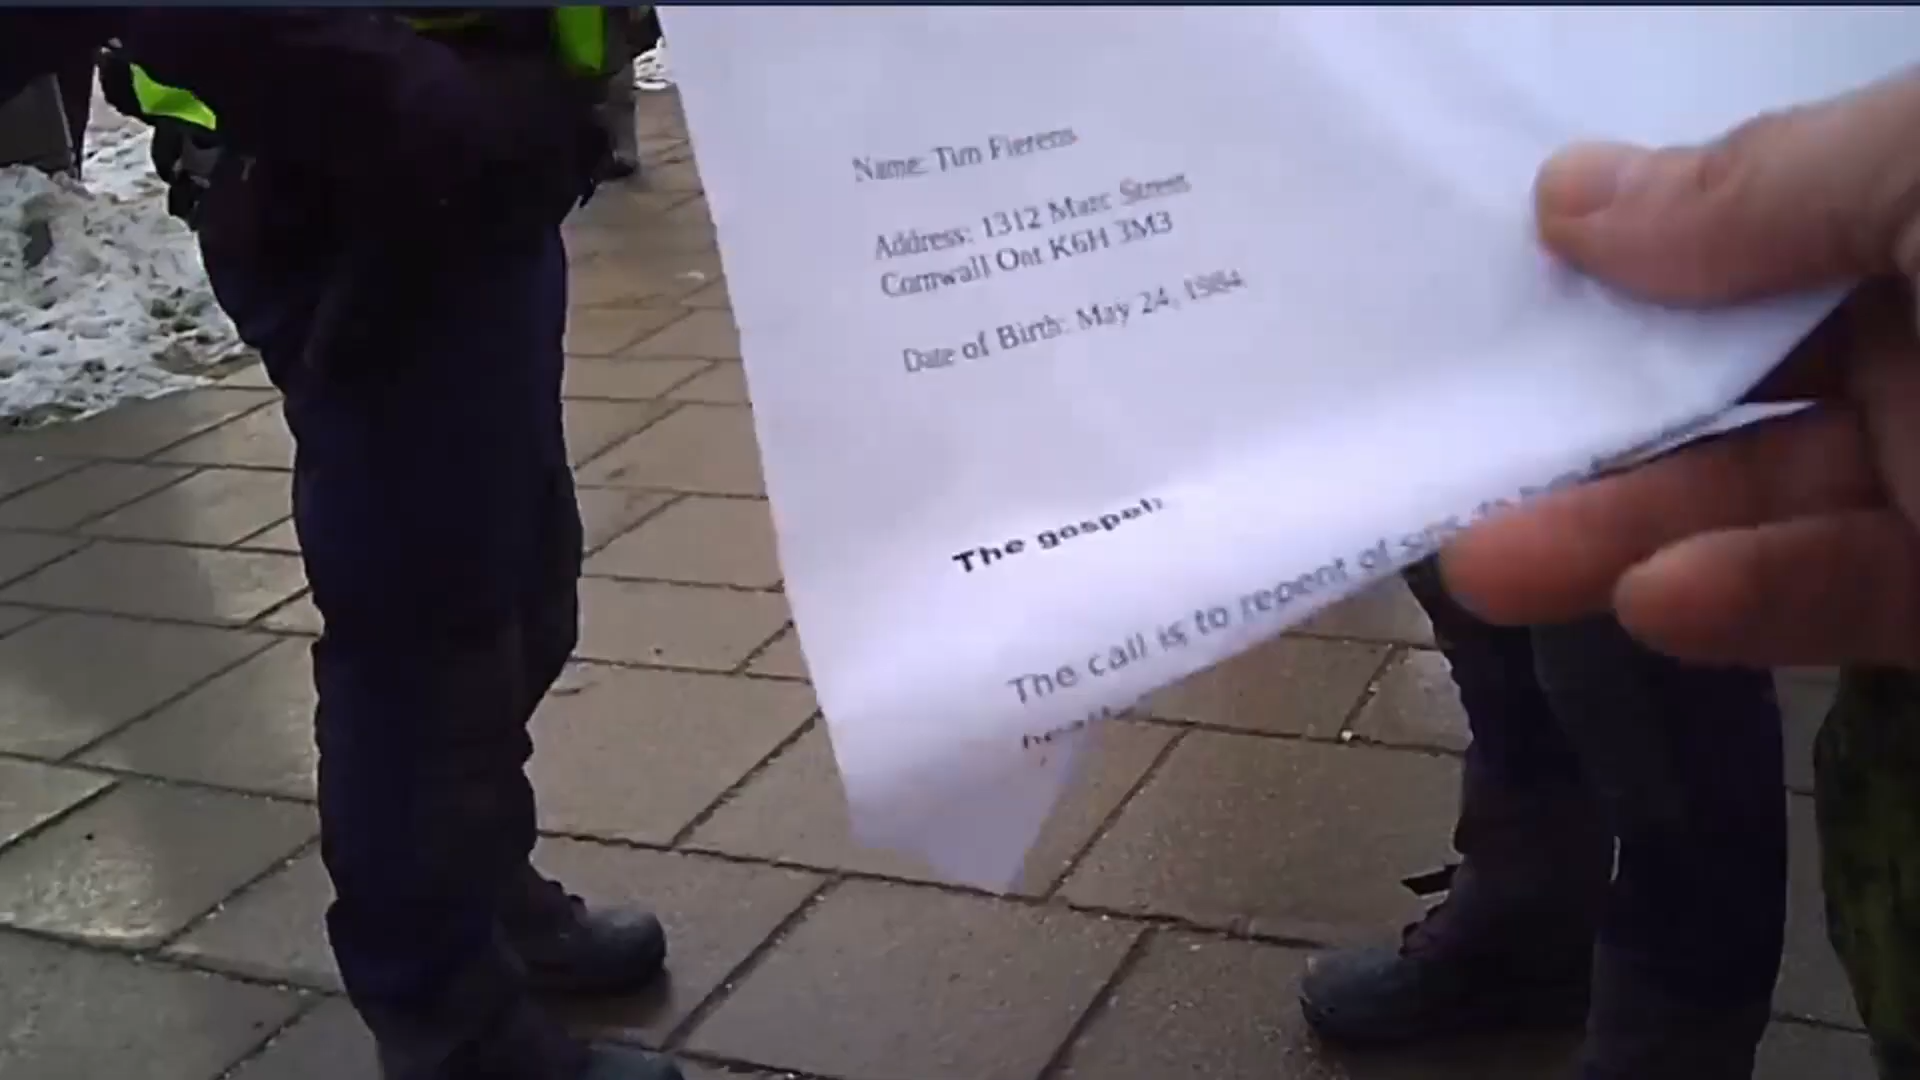 Name: Tim Fierens
Address: 1312 Marc Street
Cornwall Ont K6H 3M3
Date of Birth: May 24, 1984
The gospel:
The call is to repent of sins